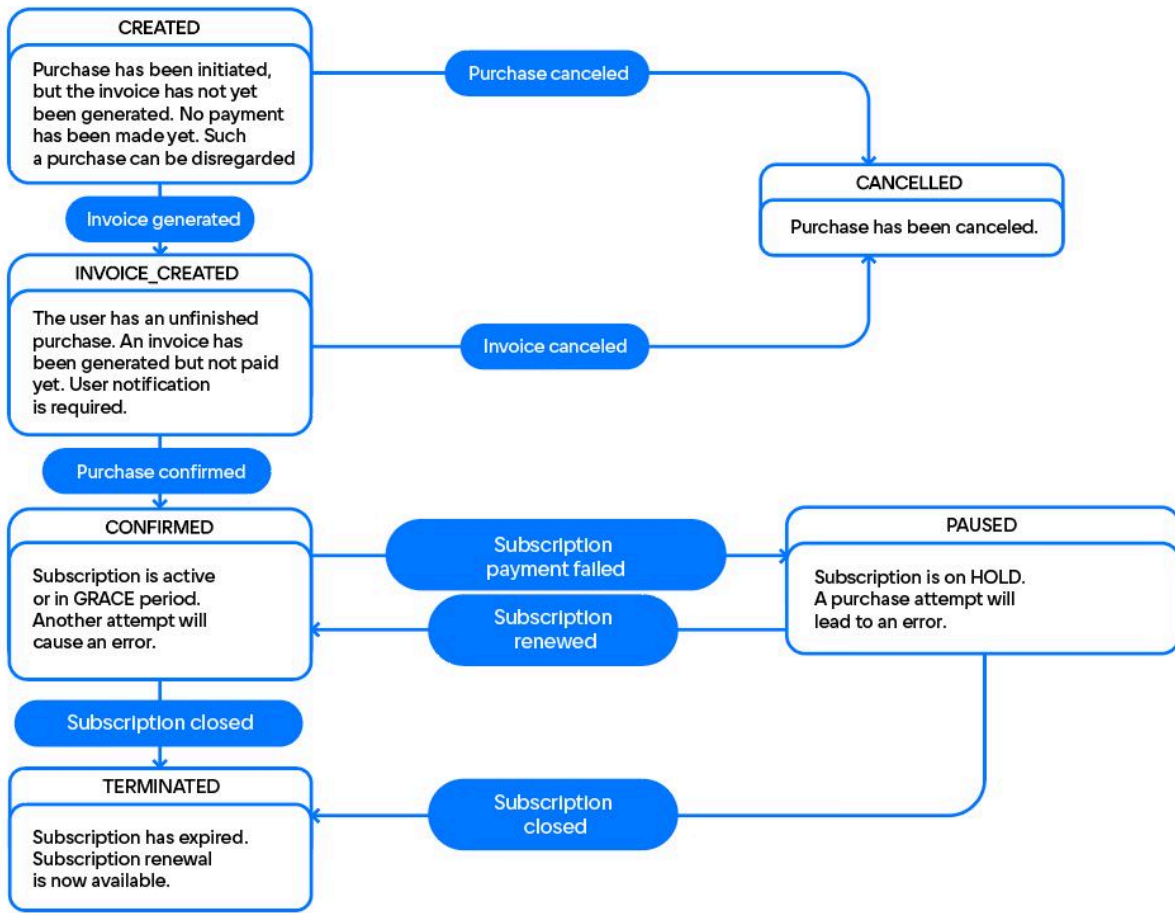 CREATED
Purchase has been initiated,
but the invoice has not yet
been generated. No payment
has been made yet. Such
a purchase can be disregarded
Purchase canceled
CANCELLED
Purchase has been canceled.
Invoice generated
INVOICE_CREATED
The user has an unfinished
purchase. An invoice has
been generated but not paid
yet. User notification
is required.
Invoice canceled
Purchase confirmed
CONFIRMED
Subscription is active
or in GRACE period.
Another attempt will
cause an error.
Subscription
payment failed
Subscription
renewed
PAUSED
Subscription is on HOLD.
A purchase attempt will
lead to an error.
Subscription closed
TERMINATED
Subscription has expired.
Subscription renewal
is now available.
Subscription
closed